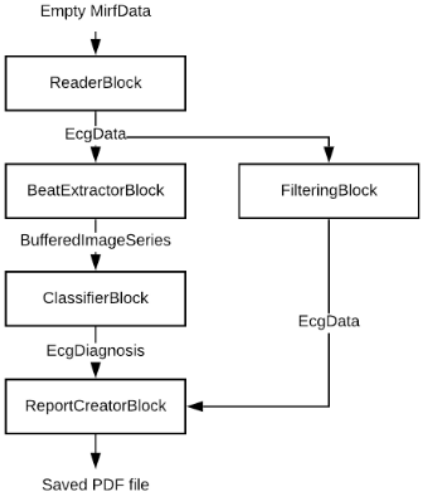 Empty MirfData
ReaderBlock
EcgData
BeatExtractorBlock
FilteringBlock
BufferedImageSeries
ClassifierBlock
EcgData
EcgDiagnosis
ReportCreatorBlock
Saved PDF file